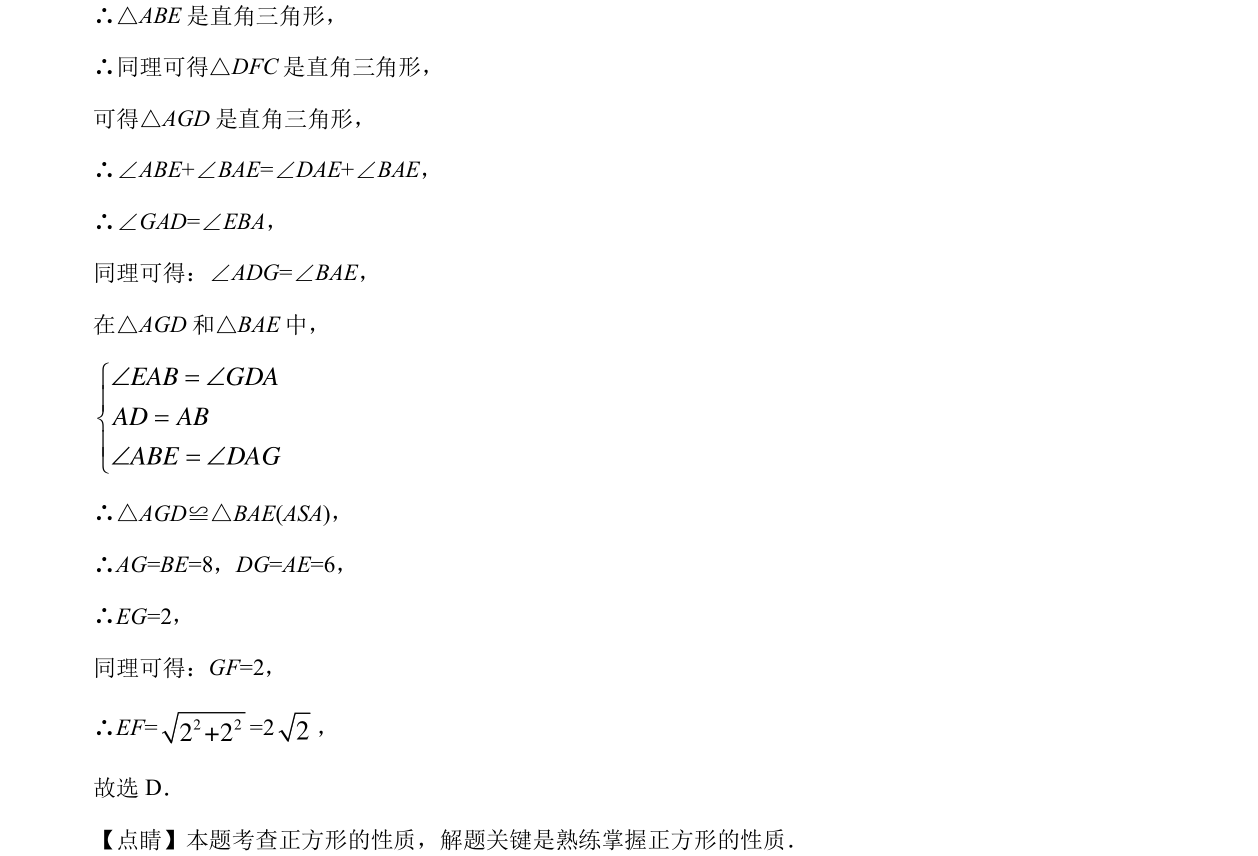 ∴△ABE 是直角三角形，
∴同理可得△DFC 是直角三角形，
可得△AGD 是直角三角形，
∴∠ABE+∠BAE=∠DAE+∠BAE，
∴∠GAD=∠EBA，
同理可得：∠ADG=∠BAE，
在△AGD 和△BAE 中，
∠EAB = ∠GDA
AD = AB
∠ABE = ∠DAG
∴△AGD≌△BAE(ASA)，
∴AG=BE=8，DG=AE=6，
∴EG=2，
同理可得：GF=2，
∴EF=√(2²+2²)=2√2，
故选 D．
【点睛】本题考查正方形的性质，解题关键是熟练掌握正方形的性质．